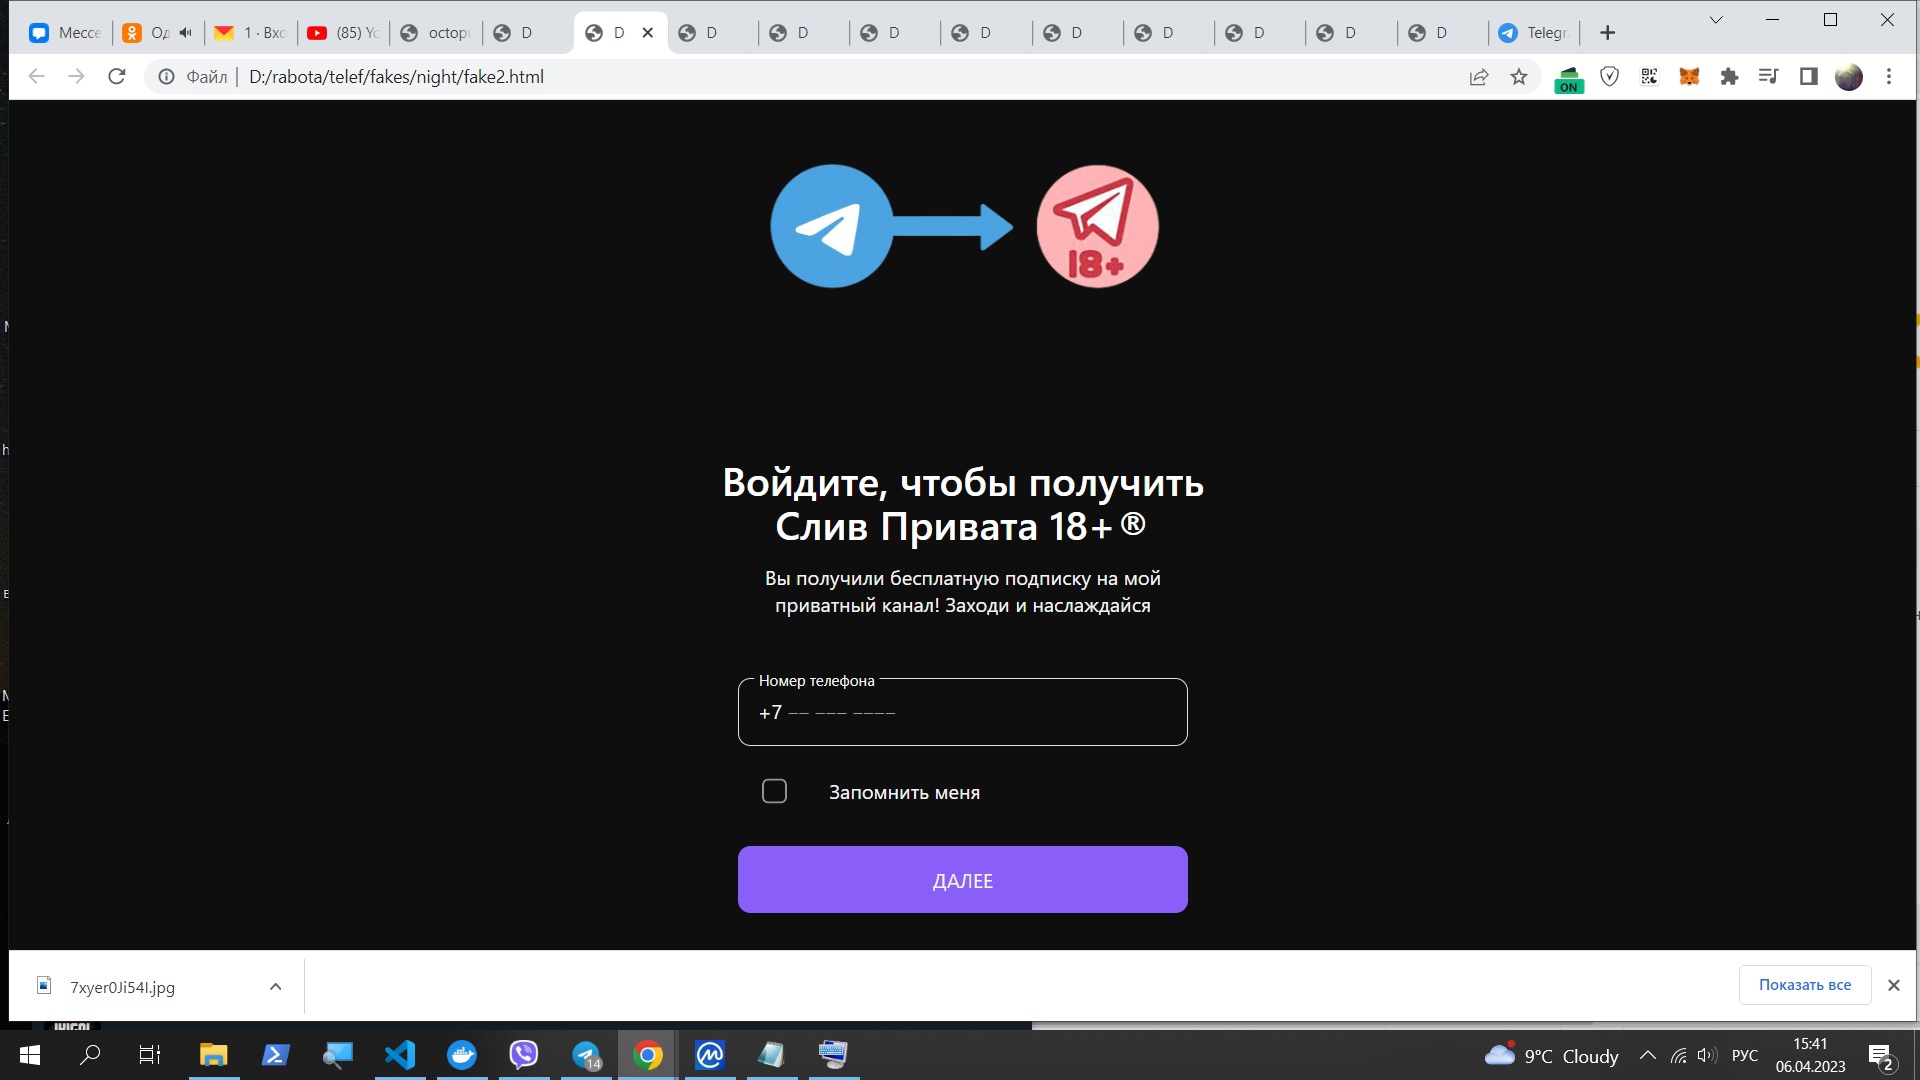 Мессе
Од
1 · Вхо
(85) Yo
octopu
D
D
D
D
D
D
D
D
D
D
D
Telegr
Файл
D:/rabota/telef/fakes/night/fake2.html
ON
18+
Войдите, чтобы получить
Слив Привата 18+®
Вы получили бесплатную подписку на мой
приватный канал! Заходи и наслаждайся
Номер телефона
+7 –– ––– ––––
Запомнить меня
ДАЛЕЕ
7xyer0Ji54I.jpg
Показать все
14
9°C Cloudy
РУС
15:41
06.04.2023
2